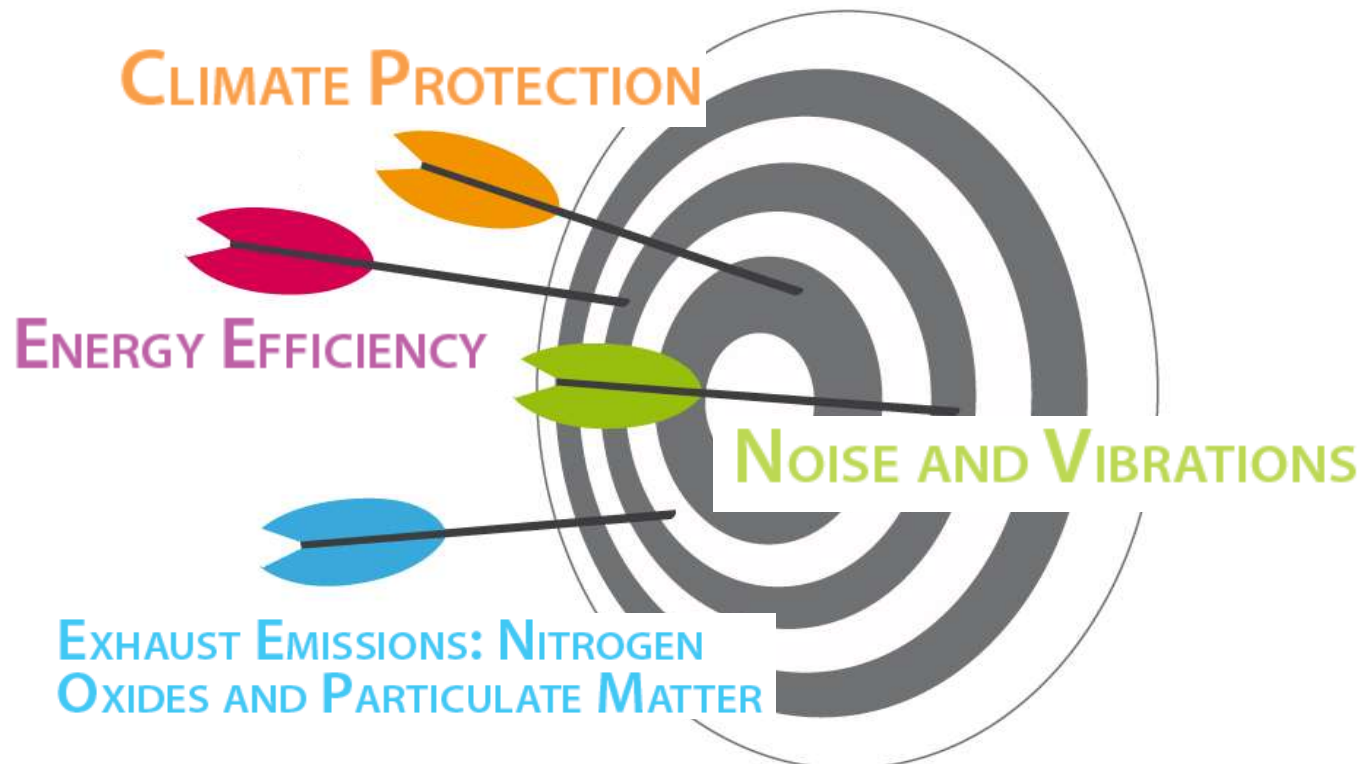 Climate Protection
Energy Efficiency
Noise and Vibrations
Exhaust Emissions: Nitrogen
Oxides and Particulate Matter